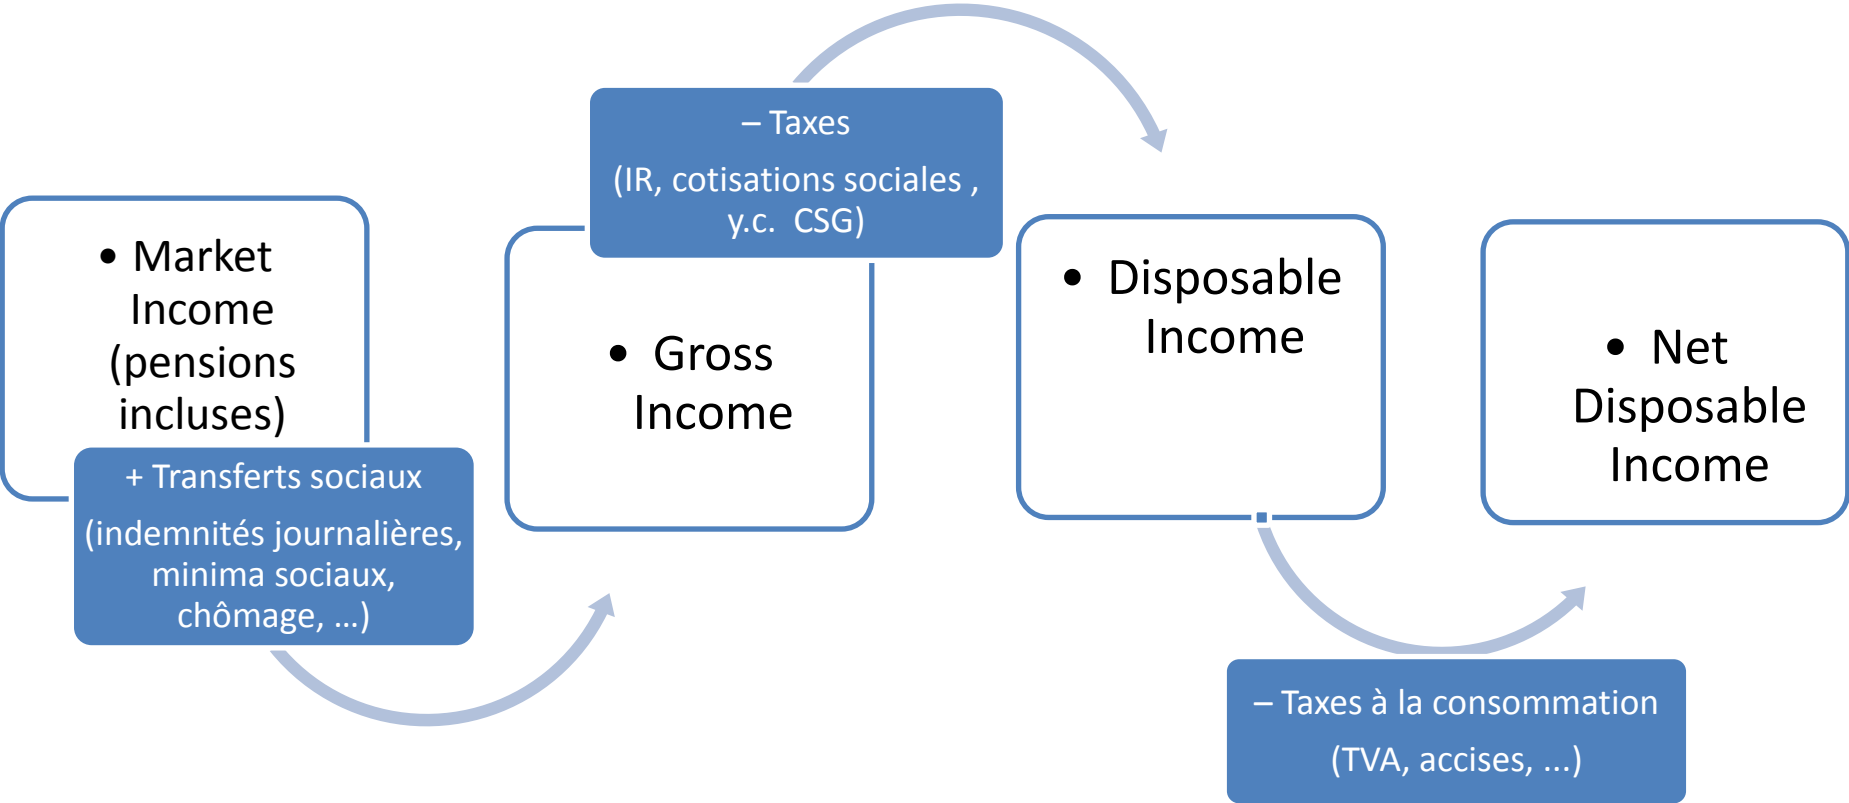 • Market
Income
(pensions
incluses)
+ Transferts sociaux
(indemnités journalières,
minima sociaux,
chômage, ...)
• Gross
Income
– Taxes
(IR, cotisations sociales ,
y.c. CSG)
• Disposable
Income
– Taxes à la consommation
(TVA, accises, ...)
• Net
Disposable
Income